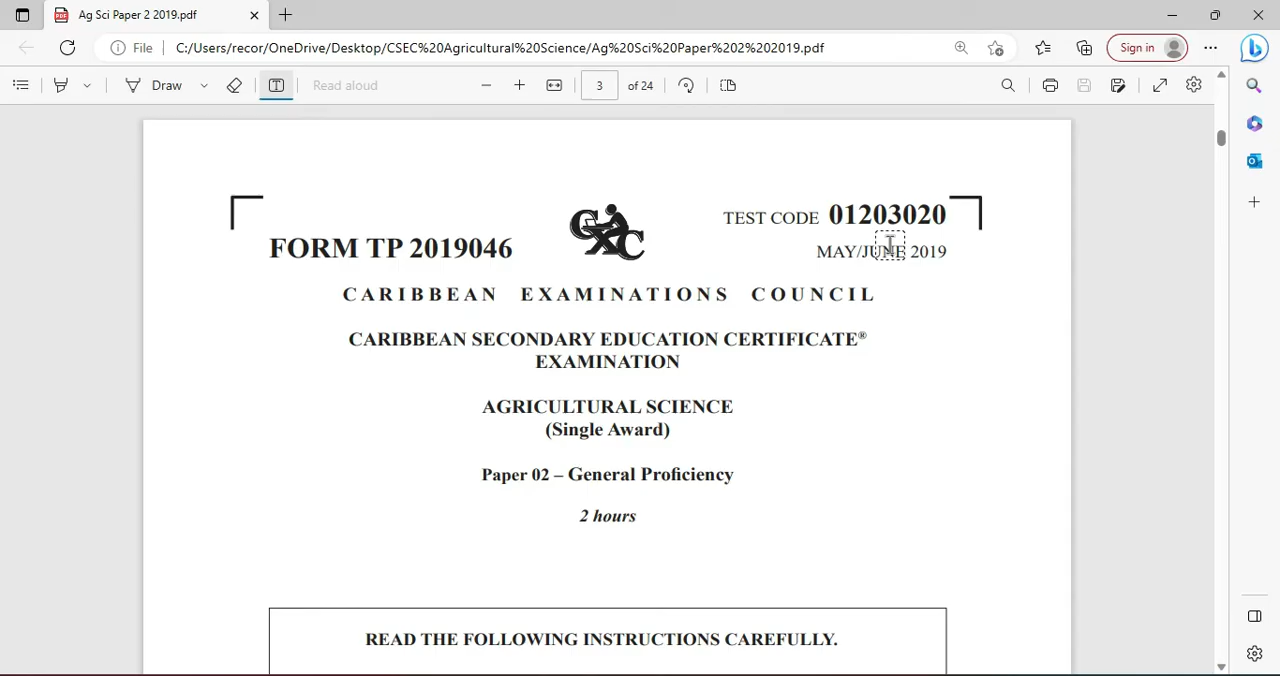 Ag Sci Paper 2 2019.pdf
File C:/Users/recor/OneDrive/Desktop/CSEC%20Agricultural%20Science/Ag%20Sci%20Paper%202%202019.pdf
Sign in
Draw
Read aloud
3 of 24
TEST CODE 01203020
FORM TP 2019046
CXC
MAY/JUNE 2019
CARIBBEAN EXAMINATIONS COUNCIL
CARIBBEAN SECONDARY EDUCATION CERTIFICATE®
EXAMINATION
AGRICULTURAL SCIENCE
(Single Award)
Paper 02 – General Proficiency
2 hours
READ THE FOLLOWING INSTRUCTIONS CAREFULLY.